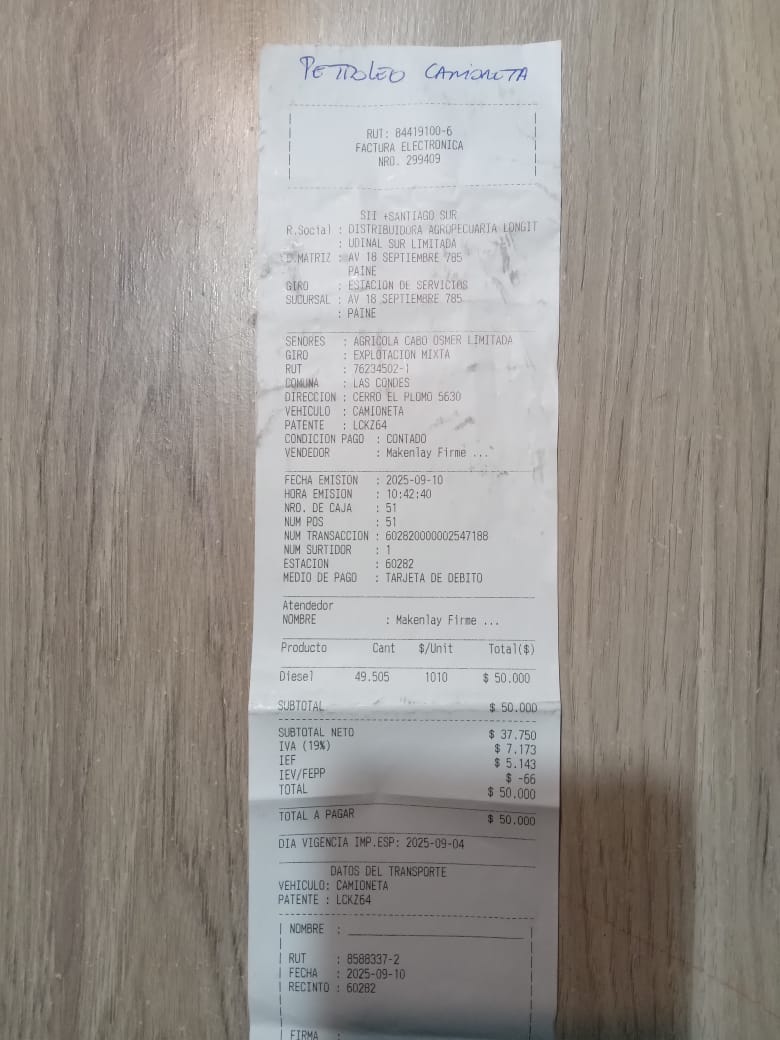 PETROLEO CAMIONETA
RUT: 84419100-6
FACTURA ELECTRONICA
NRO. 299409
SII +SANTIAGO SUR
R.Social : DISTRIBUIDORA AGROPECUARIA LONGIT
: UDINAL SUR LIMITADA
C.MATRIZ : AV 18 SEPTIEMBRE 785
PAINE
GIRO : ESTACION DE SERVICIOS
SUCURSAL : AV 18 SEPTIEMBRE 785
: PAINE
SENORES : AGRICOLA CABO OSMER LIMITADA
GIRO : EXPLOTACION MIXTA
RUT : 76234502-1
COMUNA : LAS CONDES
DIRECCION : CERRO EL PLOMO 5630
VEHICULO : CAMIONETA
PATENTE : LCKZ64
CONDICION PAGO : CONTADO
VENDEDOR : Makenlay Firme ...
FECHA EMISION : 2025-09-10
HORA EMISION : 10:42:40
NRO. DE CAJA : 51
NUM POS : 51
NUM TRANSACCION : 602820000002547188
NUM SURTIDOR : 1
ESTACION : 60282
MEDIO DE PAGO : TARJETA DE DEBITO
Atendedor
NOMBRE : Makenlay Firme ...
Producto Cant $/Unit Total($)
Diesel 49.505 1010 $ 50.000
SUBTOTAL $ 50.000
SUBTOTAL NETO $ 37.750
IVA (19%) $ 7.173
IEF $ 5.143
IEV/FEPP $ -66
TOTAL $ 50.000
TOTAL A PAGAR $ 50.000
DIA VIGENCIA IMP.ESP: 2025-09-04
DATOS DEL TRANSPORTE
VEHICULO: CAMIONETA
PATENTE : LCKZ64
NOMBRE :
RUT : 8588337-2
FECHA : 2025-09-10
RECINTO : 60282
FIRMA :